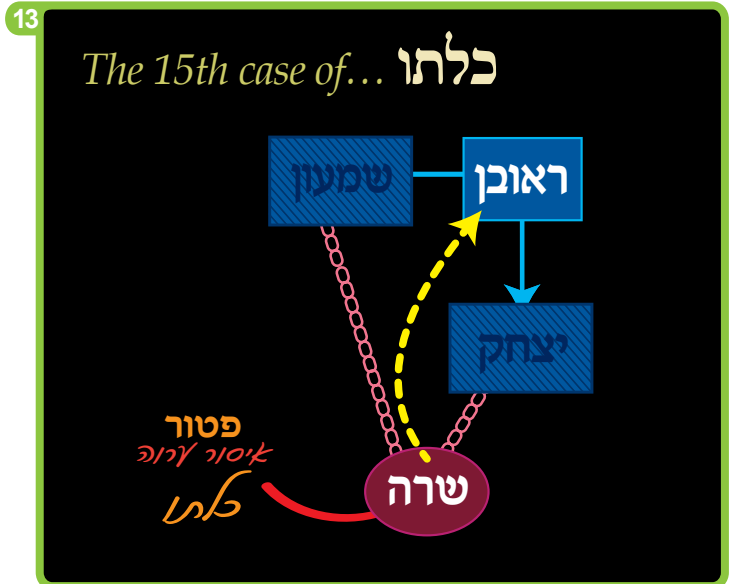 13
The 15th case of... כלתו
שמעון
ראובן
יצחק
פטור
איסור ערוה
כלתו
שרה